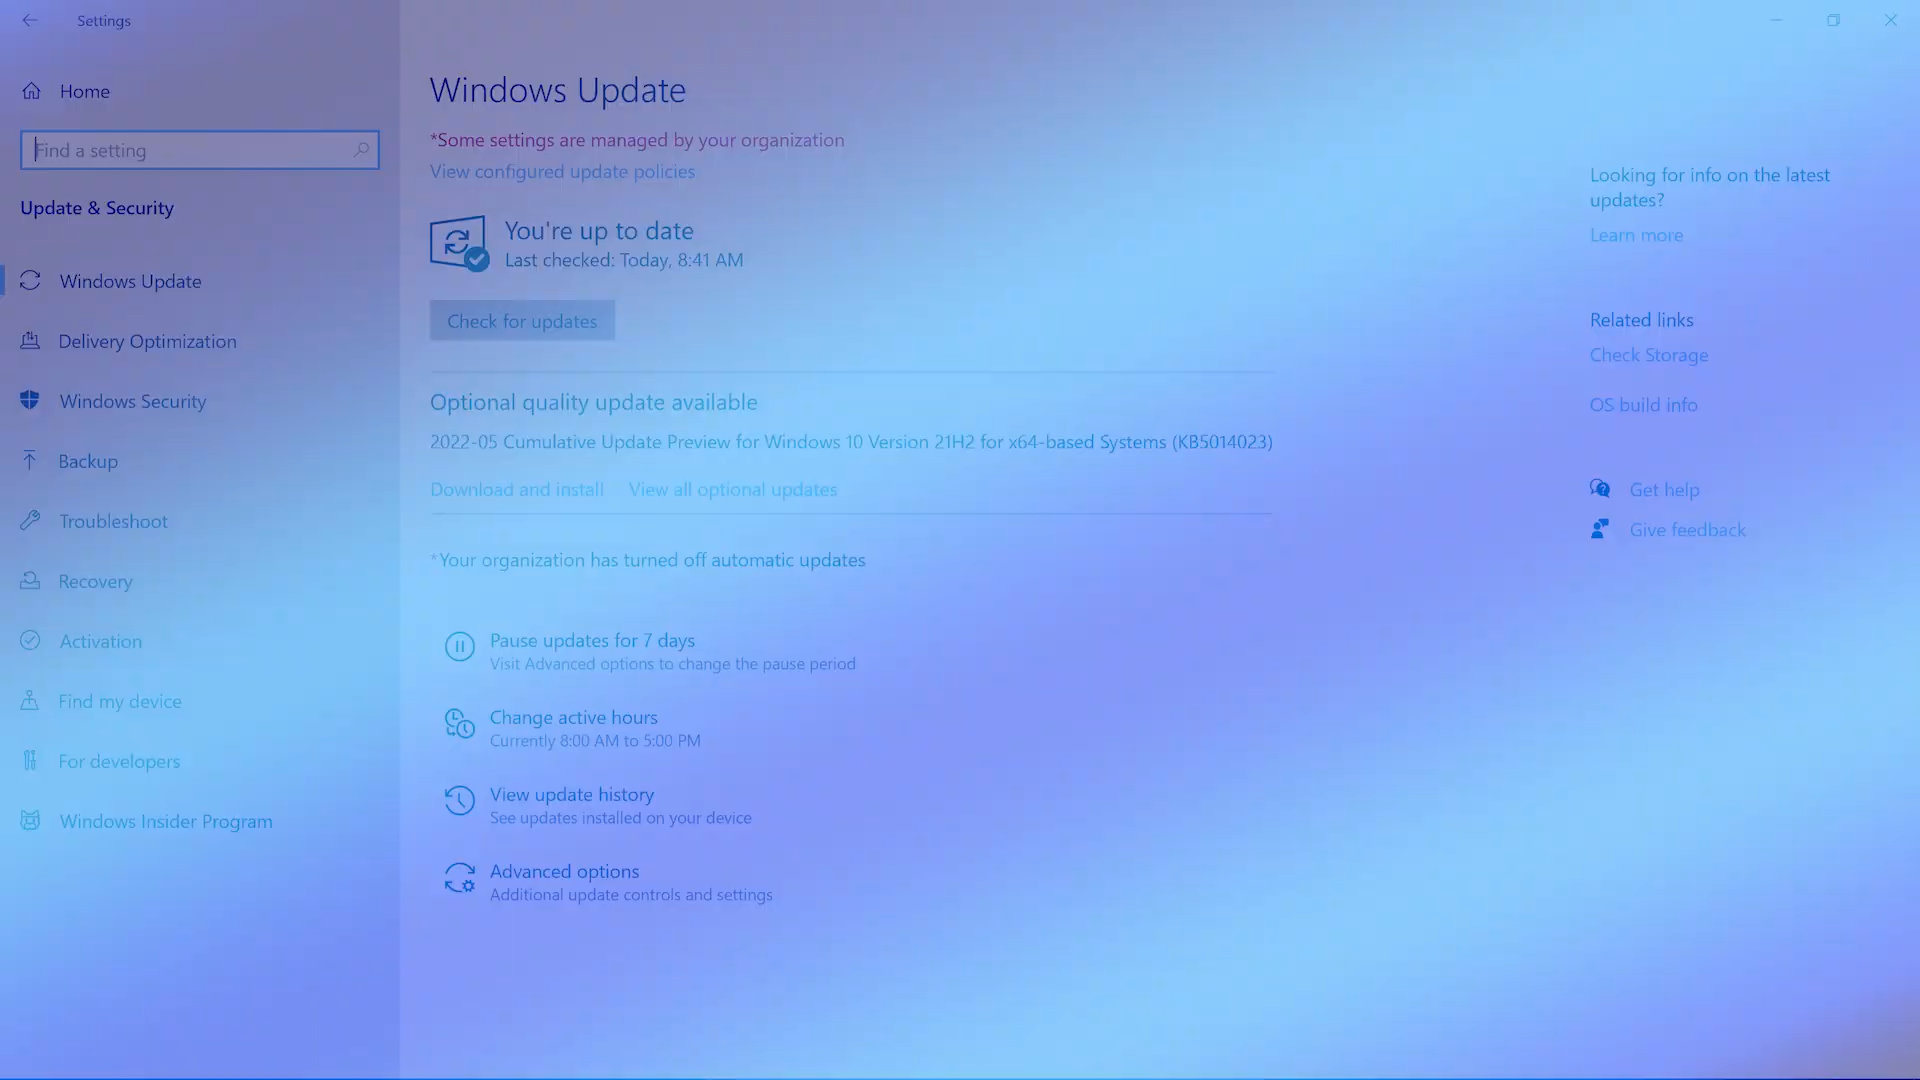 Settings
Home
Find a setting
Update & Security
Windows Update
Delivery Optimization
Windows Security
Backup
Troubleshoot
Recovery
Activation
Find my device
For developers
Windows Insider Program
Windows Update
*Some settings are managed by your organization
View configured update policies
You're up to date
Last checked: Today, 8:41 AM
Check for updates
Optional quality update available
2022-05 Cumulative Update Preview for Windows 10 Version 21H2 for x64-based Systems (KB5014023)
Download and install View all optional updates
*Your organization has turned off automatic updates
Pause updates for 7 days
Visit Advanced options to change the pause period
Change active hours
Currently 8:00 AM to 5:00 PM
View update history
See updates installed on your device
Advanced options
Additional update controls and settings
Looking for info on the latest
updates?
Learn more
Related links
Check Storage
OS build info
Get help
Give feedback